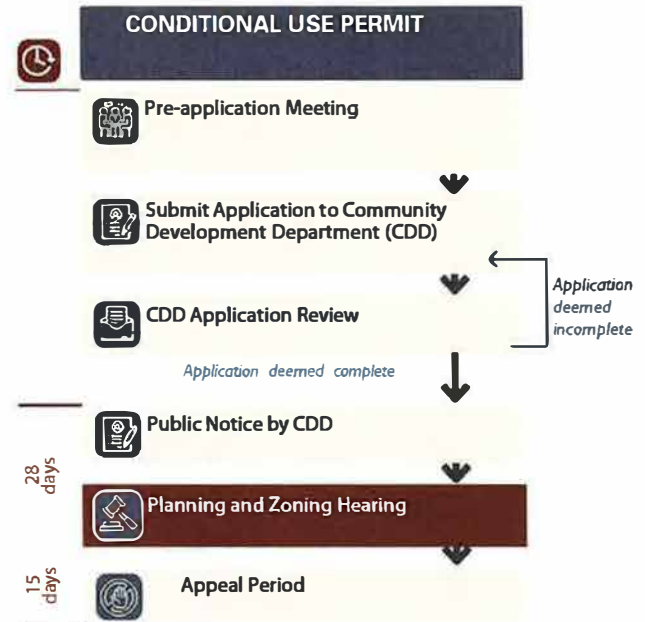 CONDITIONAL USE PERMIT
Pre-application Meeting
Submit Application to Community
Development Department (CDD)
Application
deemed
incomplete
CDD Application Review
Application deemed complete
Public Notice by CDD
28
days
Planning and Zoning Hearing
15
days
Appeal Period